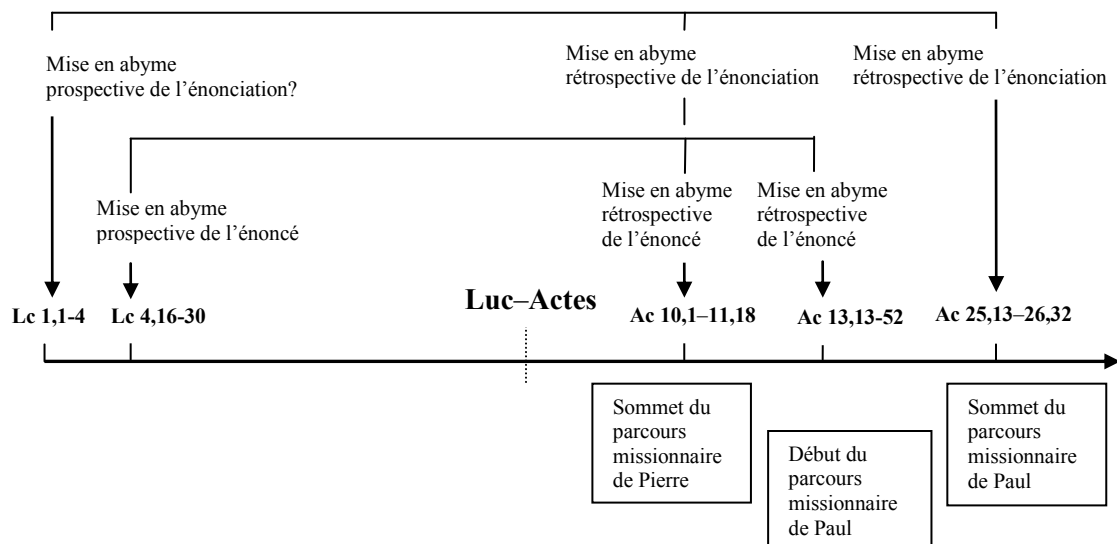 Mise en abyme
prospective de l’énonciation?
Mise en abyme
rétrospective de l’énonciation
Mise en abyme
rétrospective de l’énonciation
Mise en abyme
prospective de l’énoncé
Mise en abyme
rétrospective
de l’énoncé
Mise en abyme
rétrospective
de l’énoncé
Luc–Actes
Lc 1,1-4
Lc 4,16-30
Ac 10,1–11,18
Ac 13,13-52
Ac 25,13–26,32
Sommet du
parcours
missionnaire
de Pierre
Début du
parcours
missionnaire
de Paul
Sommet du
parcours
missionnaire
de Paul